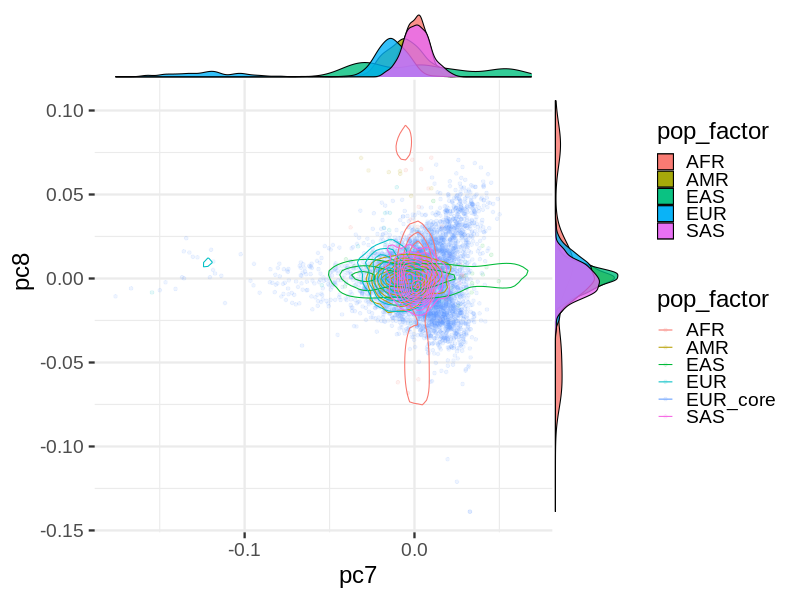 0.10
0.05
0.00
-0.05
-0.10
-0.15
pc8
-0.1
0.0
pc7
pop_factor
AFR
AMR
EAS
EUR
SAS
pop_factor
AFR
AMR
EAS
EUR
EUR_core
SAS